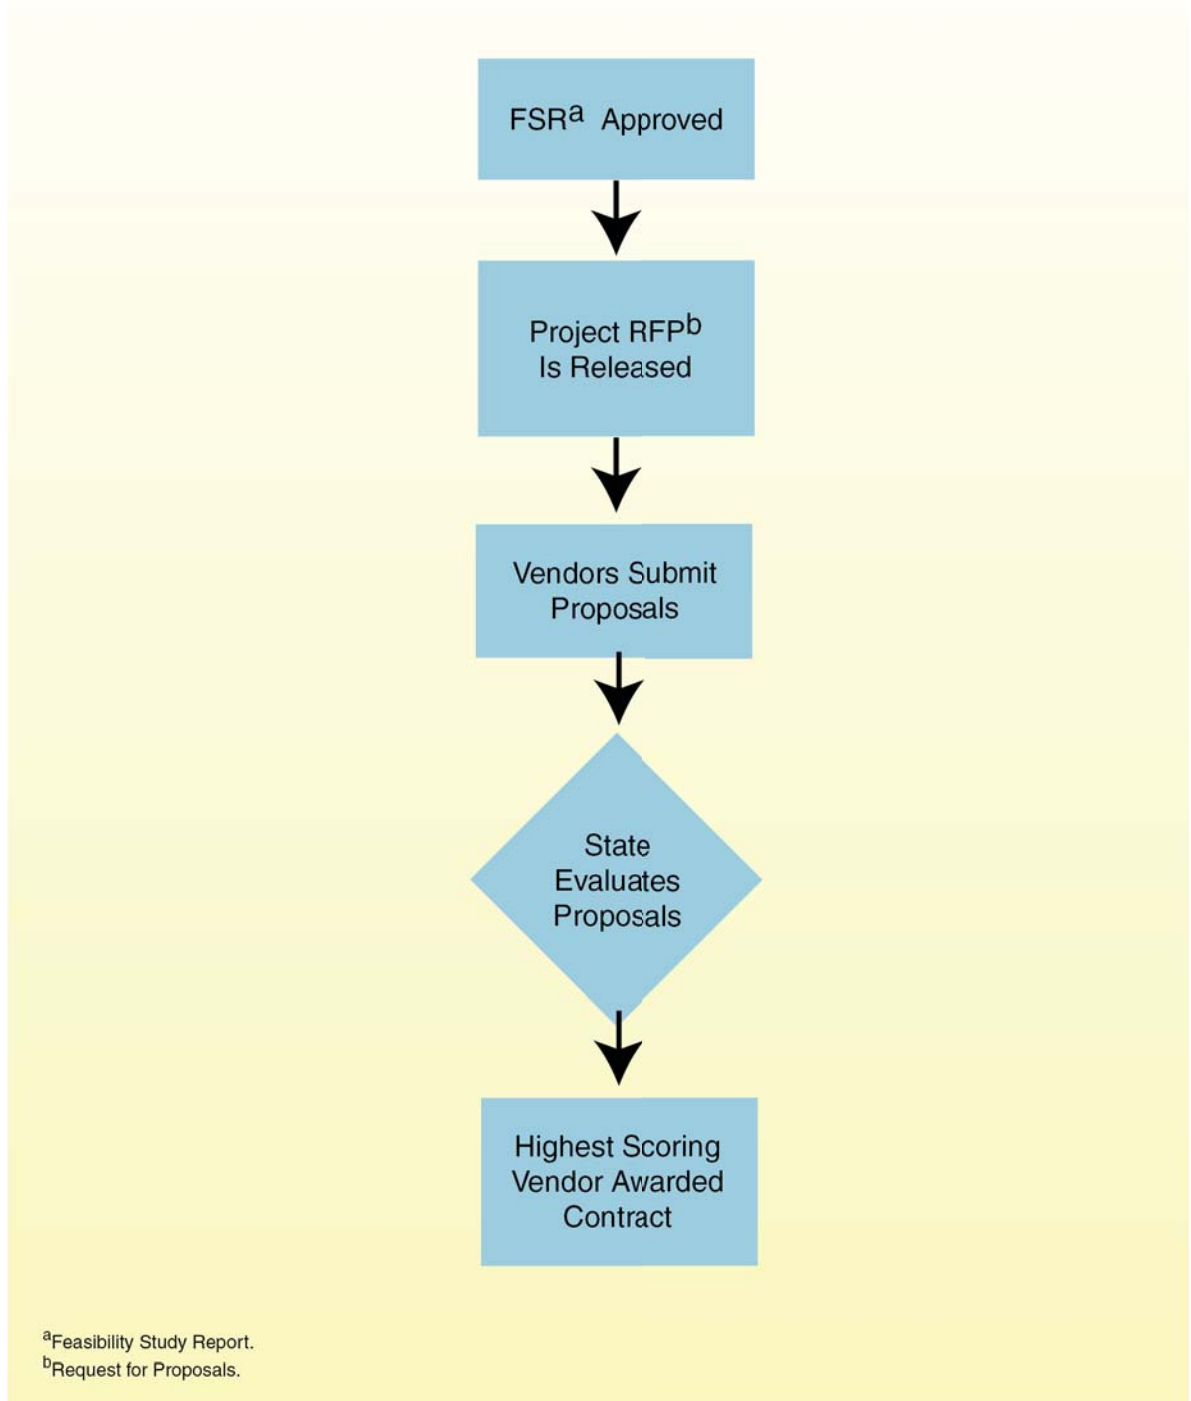 FSRa Approved
Project RFPb
Is Released
Vendors Submit
Proposals
State
Evaluates
Proposals
Highest Scoring
Vendor Awarded
Contract
aFeasibility Study Report.
bRequest for Proposals.